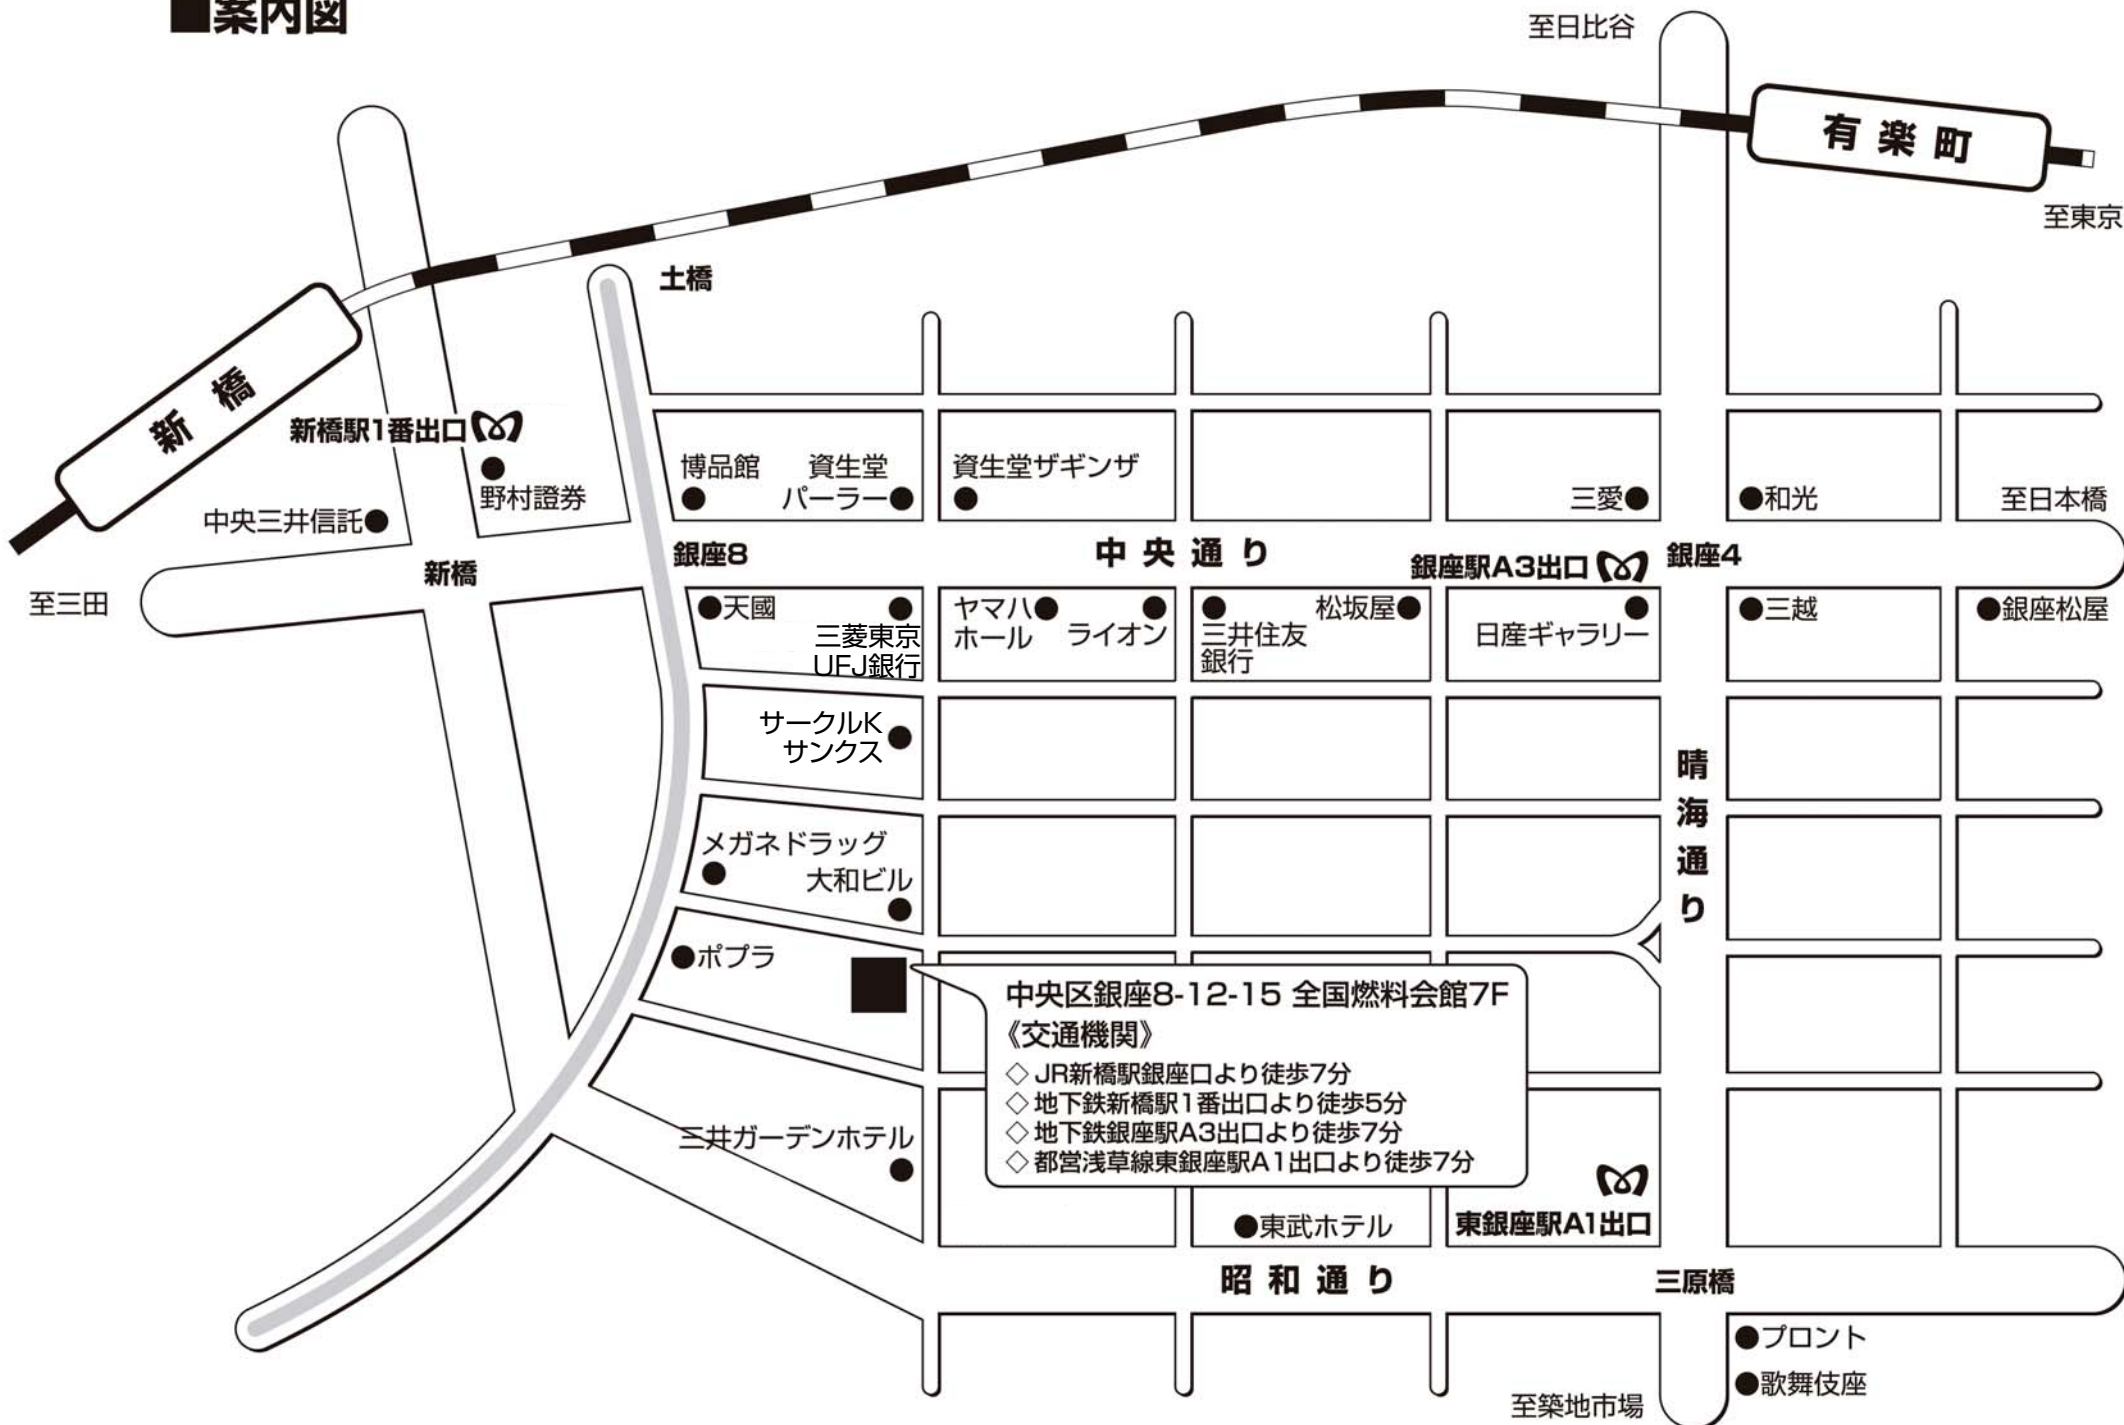 ■案内図
至日比谷
有楽町
至東京
土橋
新橋
新橋駅1番出口
野村證券
中央三井信託
新橋
至三田
博品館
資生堂
パーラー
資生堂ザギンザ
三愛
和光
至日本橋
銀座8
中央通り
銀座駅A3出口
銀座4
天國
三菱東京
UFJ銀行
ヤマハ
ホール
ライオン
三井住友
銀行
松坂屋
日産ギャラリー
三越
銀座松屋
サークルK
サンクス
晴海通り
メガネドラッグ
大和ビル
ポプラ
中央区銀座8-12-15 全国燃料会館7F
《交通機関》
◇JR新橋駅銀座口より徒歩7分
◇地下鉄新橋駅1番出口より徒歩5分
◇地下鉄銀座駅A3出口より徒歩7分
◇都営浅草線東銀座駅A1出口より徒歩7分
三井ガーデンホテル
東武ホテル
東銀座駅A1出口
昭和通り
三原橋
プロント
歌舞伎座
至築地市場